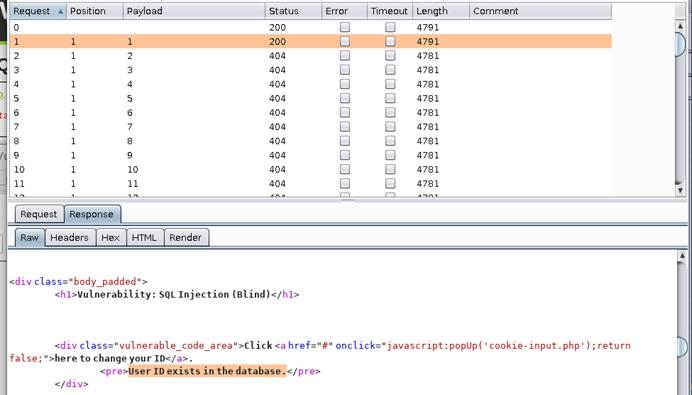 Request Position Payload Status Error Timeout Length Comment
0 200 4791
1 1 1 200 4791
2 1 2 404 4781
3 1 3 404 4781
4 1 4 404 4781
5 1 5 404 4781
6 1 6 404 4781
7 1 7 404 4781
8 1 8 404 4781
9 1 9 404 4781
10 1 10 404 4781
11 1 11 404 4781
Request Response
Raw Headers Hex HTML Render
<div class="body_padded">
<h1>Vulnerability: SQL Injection (Blind)</h1>
<div class="vulnerable_code_area">Click <a href="#" onclick="javascript:popUp('cookie-input.php');return
false;">here to change your ID</a>.
<pre>User ID exists in the database.</pre>
</div>